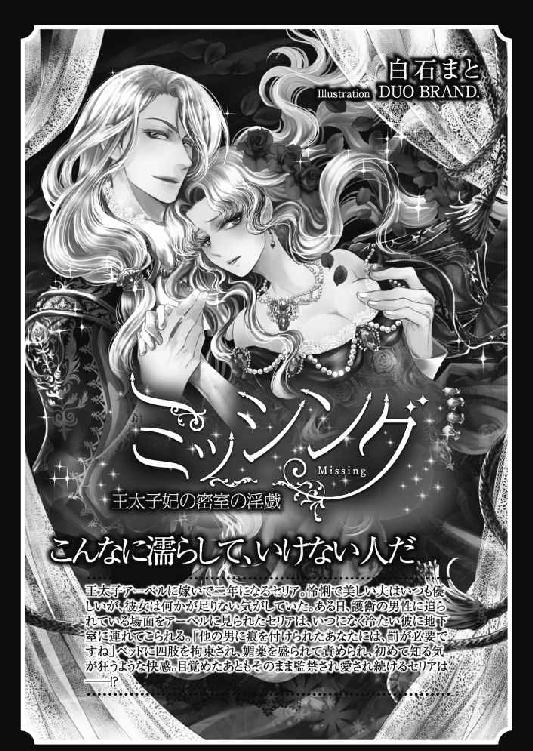 白石まと
Illustration DUO BRAND.
ミッシング
Missing
王太子妃の密室の淫戯
こんなに濡らして、いけない人だ
王太子アーベルに嫁いで二年になるセリア。冷静で美しい夫はいつも優
しいが、彼女は何かが足りない気がしていた。ある日、護衛の男性に迫ら
れている場面をアーベルに見られたセリアは、いつになく冷たい彼に地下
室に連れてこられる。「他の男に痕を付けられたあなたには、罰が必要で
すね」ベッドに四肢を拘束され、媚薬を盛られて責められ、初めて知る気
が狂うような快感。目覚めたあともそのまま監禁され愛され続けるセリアは
――!?